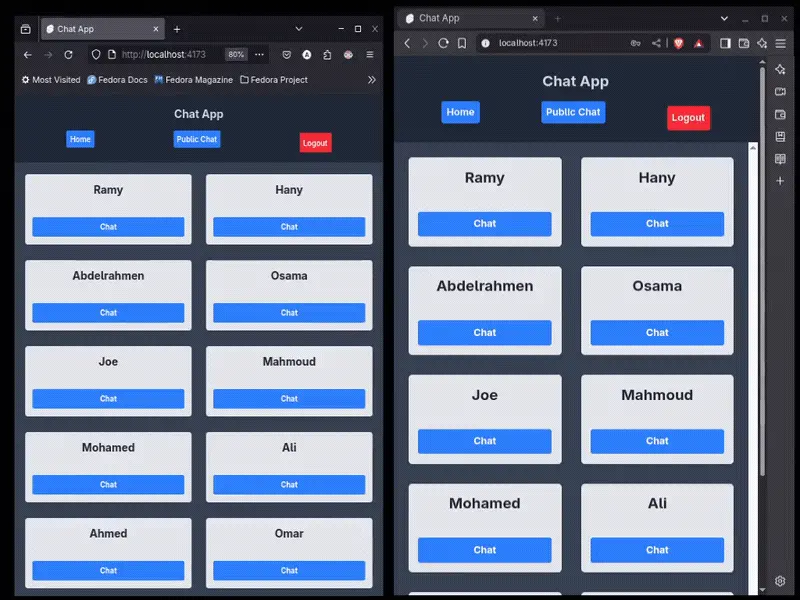 Chat App
http://localhost:4173
80%
Most Visited
Fedora Docs
Fedora Magazine
Fedora Project
Chat App
Home
Public Chat
Logout
Ramy
Hany
Chat
Chat
Abdelrahmen
Osama
Chat
Chat
Joe
Mahmoud
Chat
Chat
Mohamed
Ali
Chat
Chat
Ahmed
Omar
Chat
Chat
Chat App
localhost:4173
Chat App
Home
Public Chat
Logout
Ramy
Hany
Chat
Chat
Abdelrahmen
Osama
Chat
Chat
Joe
Mahmoud
Chat
Chat
Mohamed
Ali
Chat
Chat